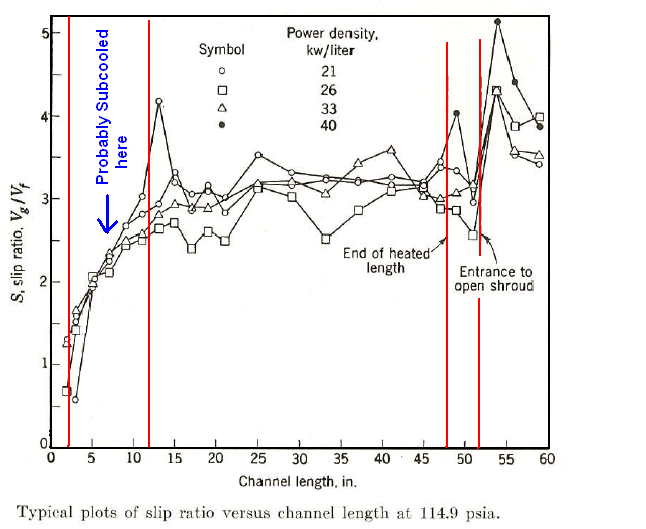 Power density,
kw/liter
Symbol
21
26
33
40
Probably Subcooled
here
S, slip ratio, Vg/Vf
5
4
3
2
1
0
End of heated
length
Entrance to
open shroud
0 5 10 15 20 25 30 35 40 45 50 55 60
Channel length, in.
Typical plots of slip ratio versus channel length at 114.9 psia.